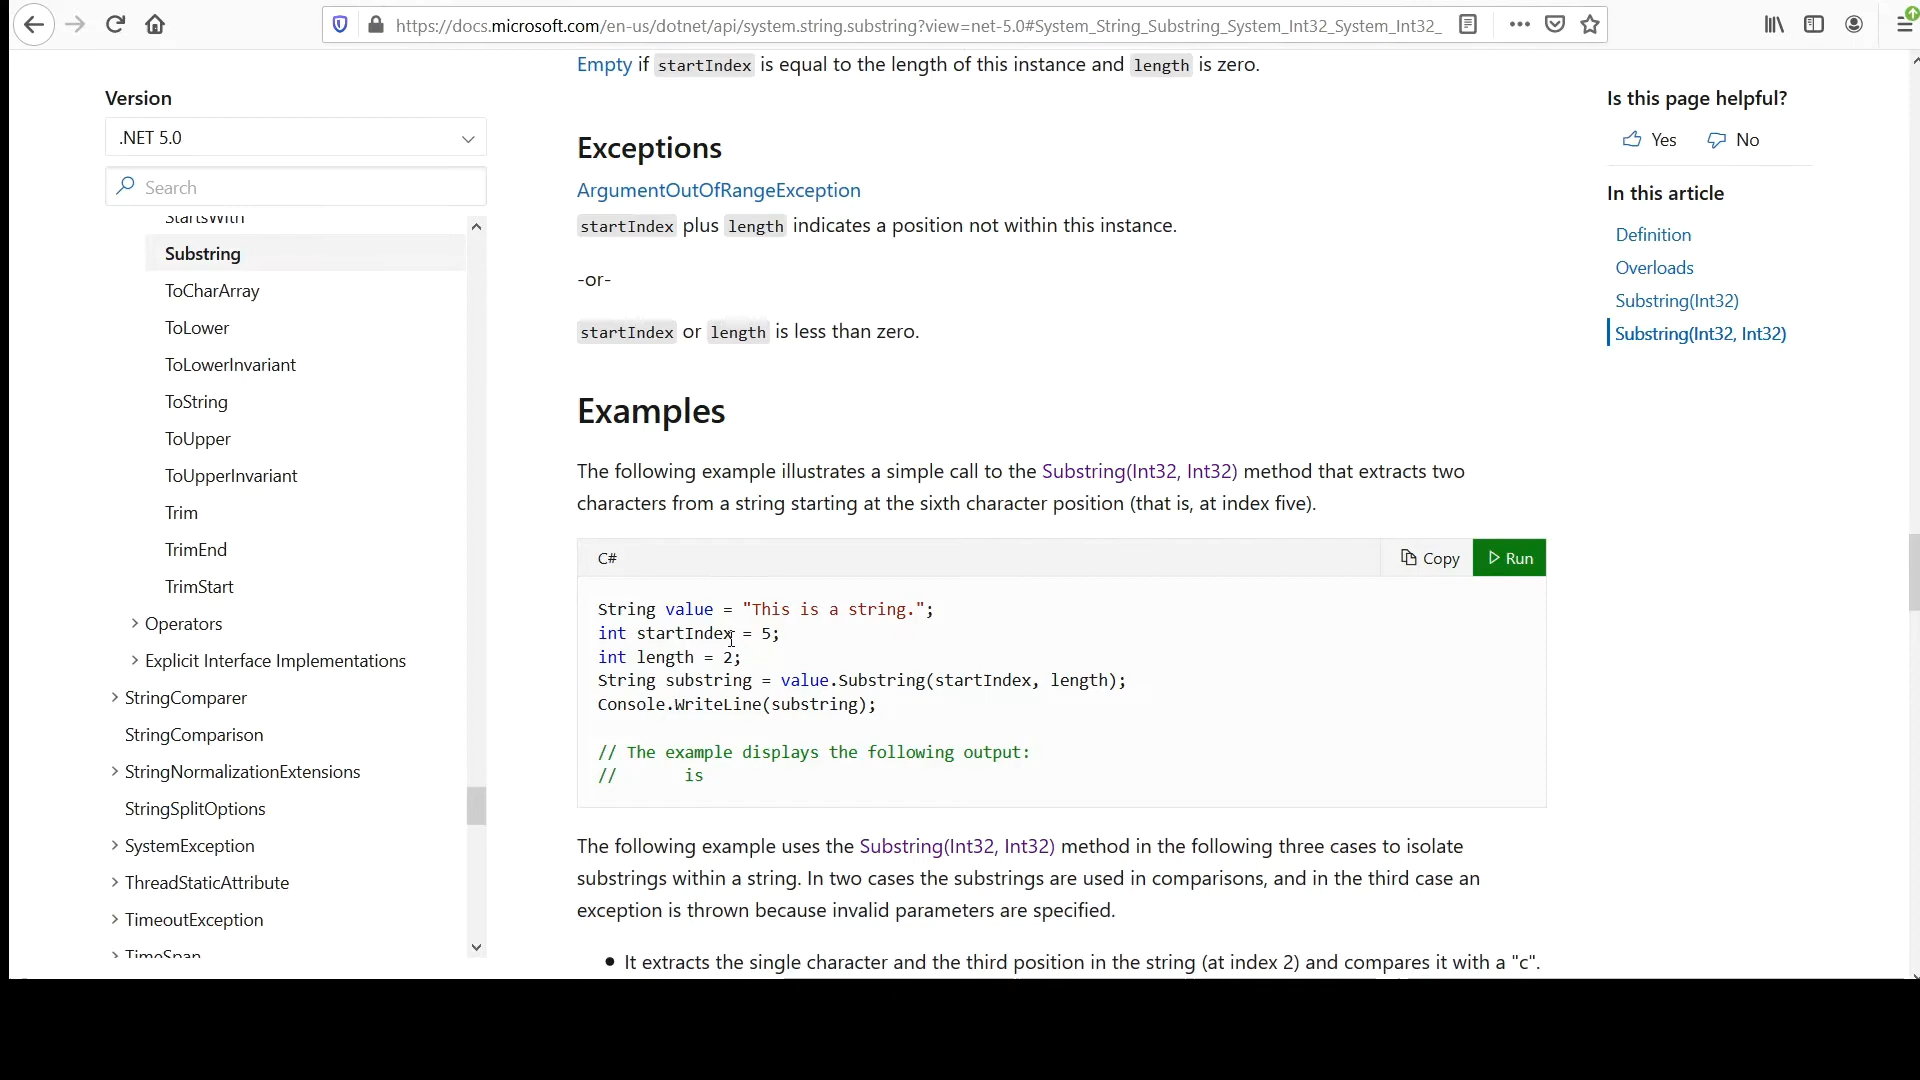 https://docs.microsoft.com/en-us/dotnet/api/system.string.substring?view=net-5.0#System_String_Substring_System_Int32_System_Int32_
Version
.NET 5.0
Search
StartsWith
Substring
ToCharArray
ToLower
ToLowerInvariant
ToString
ToUpper
ToUpperInvariant
Trim
TrimEnd
TrimStart
Operators
Explicit Interface Implementations
StringComparer
StringComparison
StringNormalizationExtensions
StringSplitOptions
SystemException
ThreadStaticAttribute
TimeoutException
TimeSpan
Empty if startIndex is equal to the length of this instance and length is zero.
Exceptions
ArgumentOutOfRangeException
startIndex plus length indicates a position not within this instance.
-or-
startIndex or length is less than zero.
Examples
The following example illustrates a simple call to the Substring(Int32, Int32) method that extracts two
characters from a string starting at the sixth character position (that is, at index five).
C#
Copy
Run
String value = "This is a string.";
int startIndex = 5;
int length = 2;
String substring = value.Substring(startIndex, length);
Console.WriteLine(substring);
// The example displays the following output:
//       is
The following example uses the Substring(Int32, Int32) method in the following three cases to isolate
substrings within a string. In two cases the substrings are used in comparisons, and in the third case an
exception is thrown because invalid parameters are specified.
• It extracts the single character and the third position in the string (at index 2) and compares it with a "c".
Is this page helpful?
Yes
No
In this article
Definition
Overloads
Substring(Int32)
Substring(Int32, Int32)